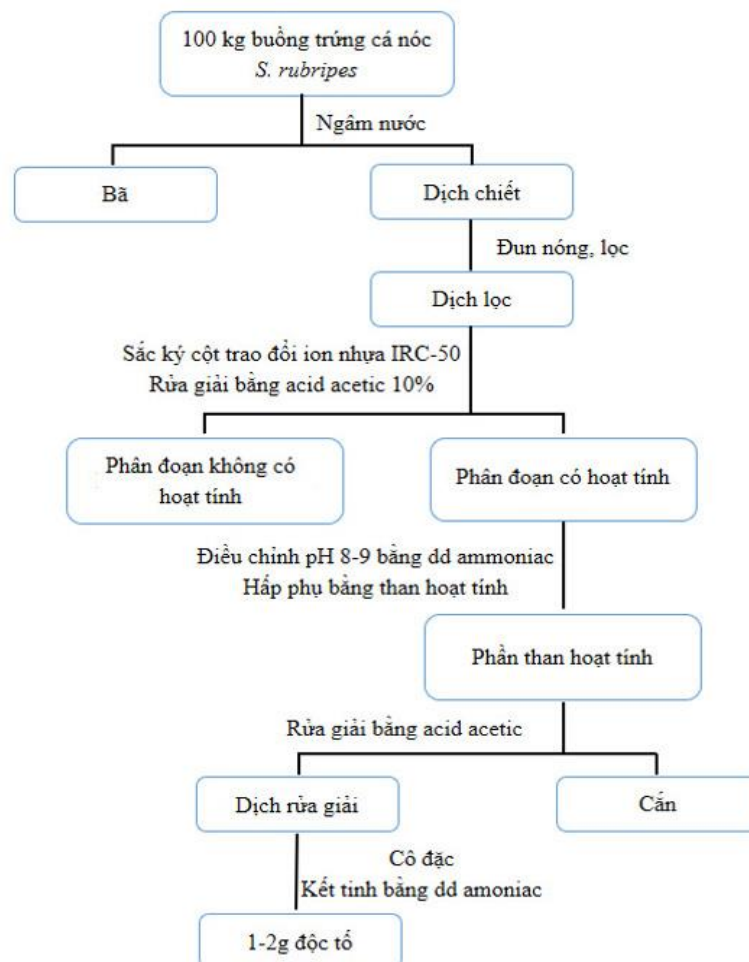 100 kg buồng trứng cá nóc
S. rubripes
Ngâm nước
Bã
Dịch chiết
Đun nóng, lọc
Dịch lọc
Sắc ký cột trao đổi ion nhựa IRC-50
Rửa giải bằng acid acetic 10%
Phân đoạn không có
hoạt tính
Phân đoạn có hoạt tính
Điều chỉnh pH 8-9 bằng dd ammoniac
Hấp phụ bằng than hoạt tính
Phần than hoạt tính
Rửa giải bằng acid acetic
Dịch rửa giải
Cắn
Cô đặc
Kết tinh bằng dd amoniac
1-2g độc tố